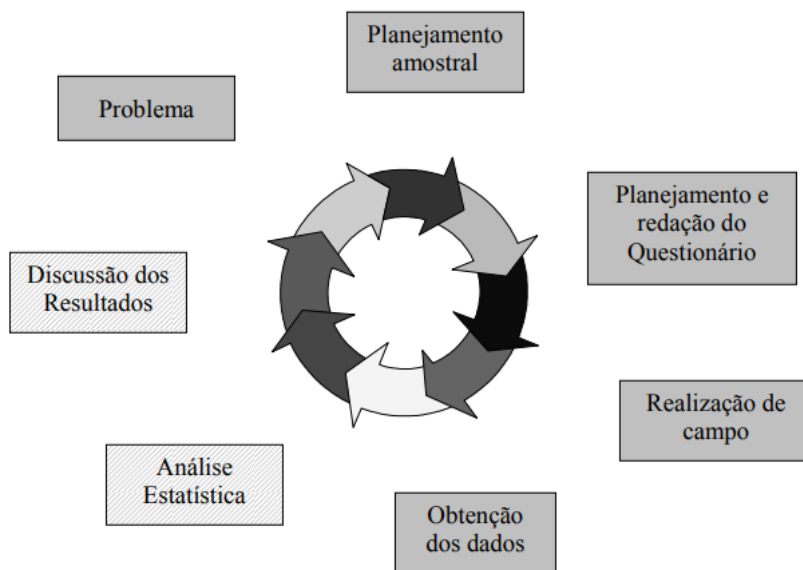 Planejamento
amostral
Problema
Planejamento e
redação do
Questionário
Discussão dos
Resultados
Realização de
campo
Análise
Estatística
Obtenção
dos dados